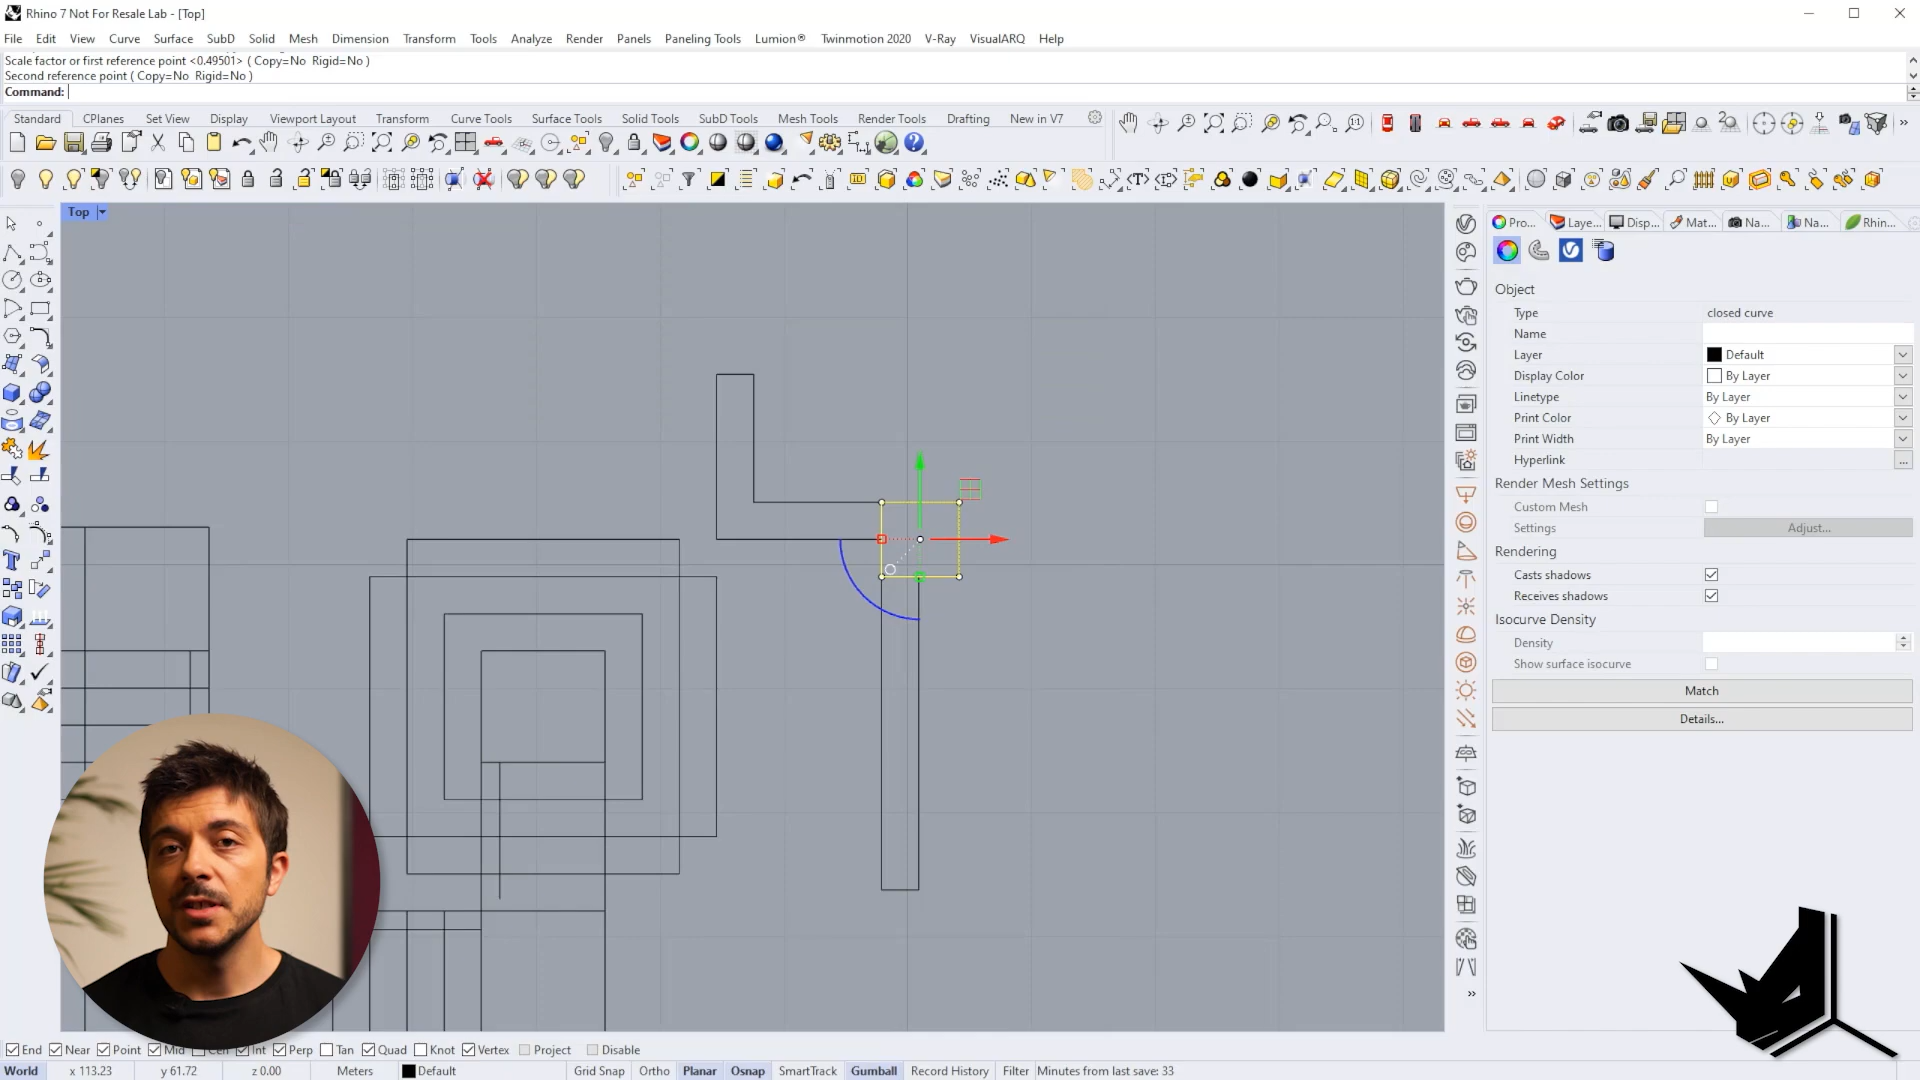 Rhino 7 Not For Resale Lab - [Top]
File Edit View Curve Surface SubD Solid Mesh Dimension Transform Tools Analyze Render Panels Paneling Tools Lumion® Twinmotion 2020 V-Ray VisualARQ Help
Scale factor or first reference point <0.49501> ( Copy=No Rigid=No )
Second reference point ( Copy=No Rigid=No )
Command:
Standard CPlanes Set View Display Viewport Layout Transform Curve Tools Surface Tools Solid Tools SubD Tools Mesh Tools Render Tools Drafting New in V7
Top
Pro... Laye... Disp... Mat... Na... Na... Rhin...
Object
Type closed curve
Name
Layer Default
Display Color By Layer
Linetype By Layer
Print Color By Layer
Print Width By Layer
Hyperlink ...
Render Mesh Settings
Custom Mesh
Settings Adjust...
Rendering
Casts shadows
Receives shadows
Isocurve Density
Density
Show surface isocurve
Match
Details...
End Near Point Mid Cen Int Perp Tan Quad Knot Vertex Project Disable
World x 113.23 y 61.72 z 0.00 Meters Default Grid Snap Ortho Planar Osnap SmartTrack Gumball Record History Filter Minutes from last save: 33